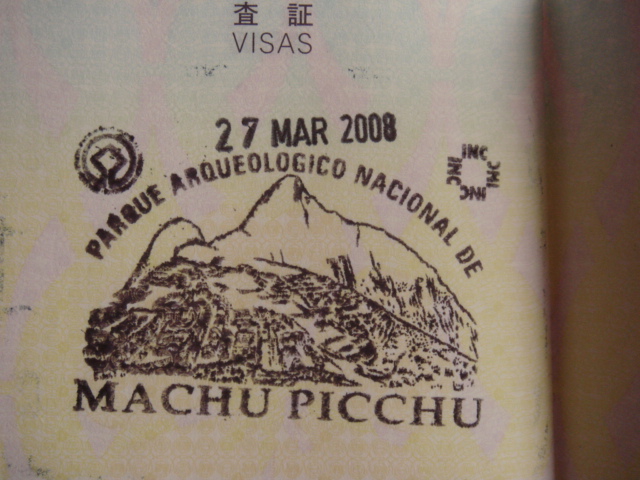 査証
VISAS
27 MAR 2008
PARQUE ARQUEOLOGICO NACIONAL DE
INC
INC
INC
INC
MACHU PICCHU